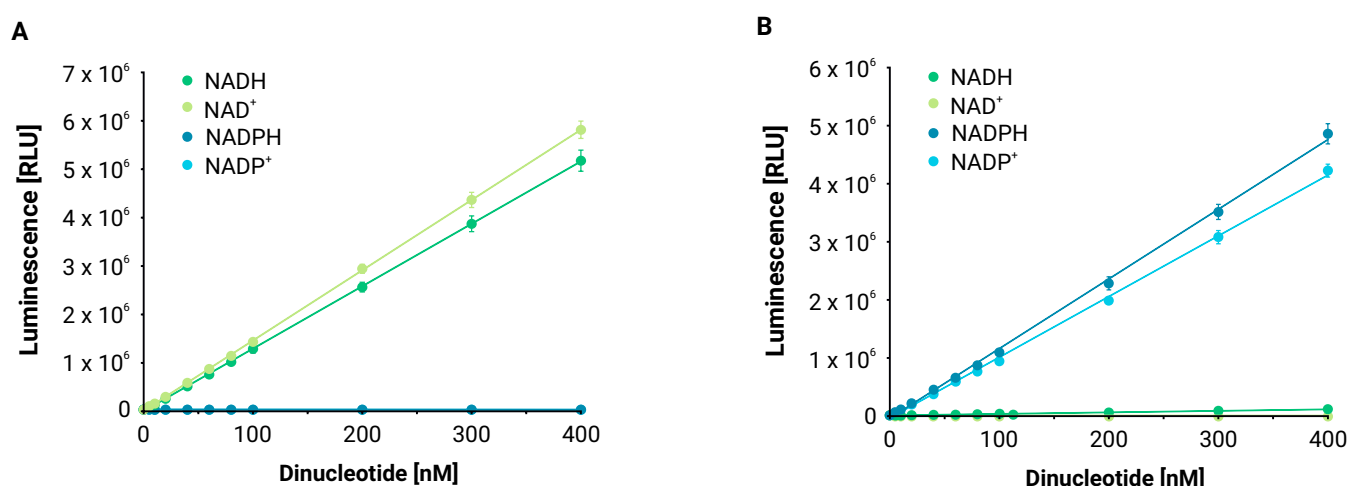 A
Luminescence [RLU]
7 x 10⁶
6 x 10⁶
5 x 10⁶
4 x 10⁶
3 x 10⁶
2 x 10⁶
1 x 10⁶
0
NADH
NAD⁺
NADPH
NADP⁺
0 100 200 300 400
Dinucleotide [nM]
B
Luminescence [RLU]
6 x 10⁶
5 x 10⁶
4 x 10⁶
3 x 10⁶
2 x 10⁶
1 x 10⁶
0
NADH
NAD⁺
NADPH
NADP⁺
0 100 200 300 400
Dinucleotide [nM]